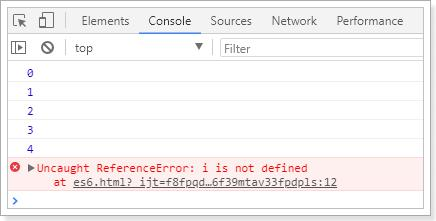 Elements Console Sources Network Performance
top Filter
0
1
2
3
4
Uncaught ReferenceError: i is not defined
at es6.html?_ijt=f8fpqd…6f39mtav33fpdpls:12